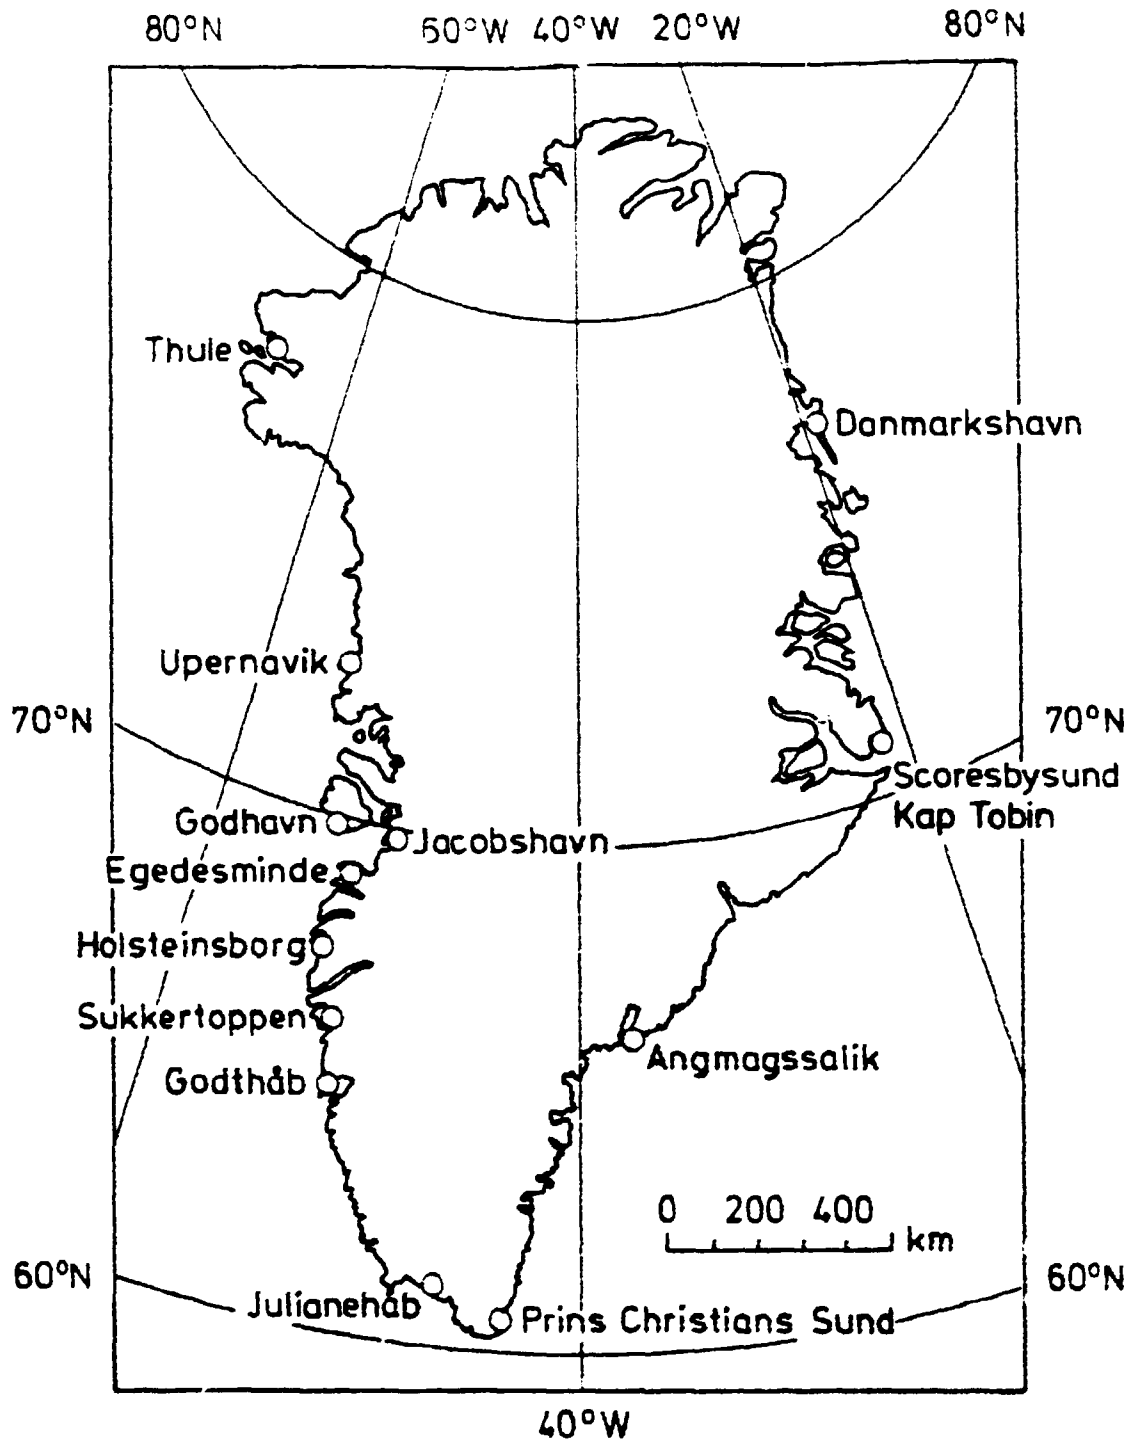 80°N 60°W 40°W 20°W 80°N
Thule
Danmarkshavn
Upernavik
70°N 70°N
Scoresbysund
Kap Tobin
Godhavn
Jacobshavn
Egedesminde
Holsteinsborg
Sukkertoppen
Angmagssalik
Godthåb
0 200 400
km
60°N 60°N
Julianehåb
Prins Christians Sund
40°W